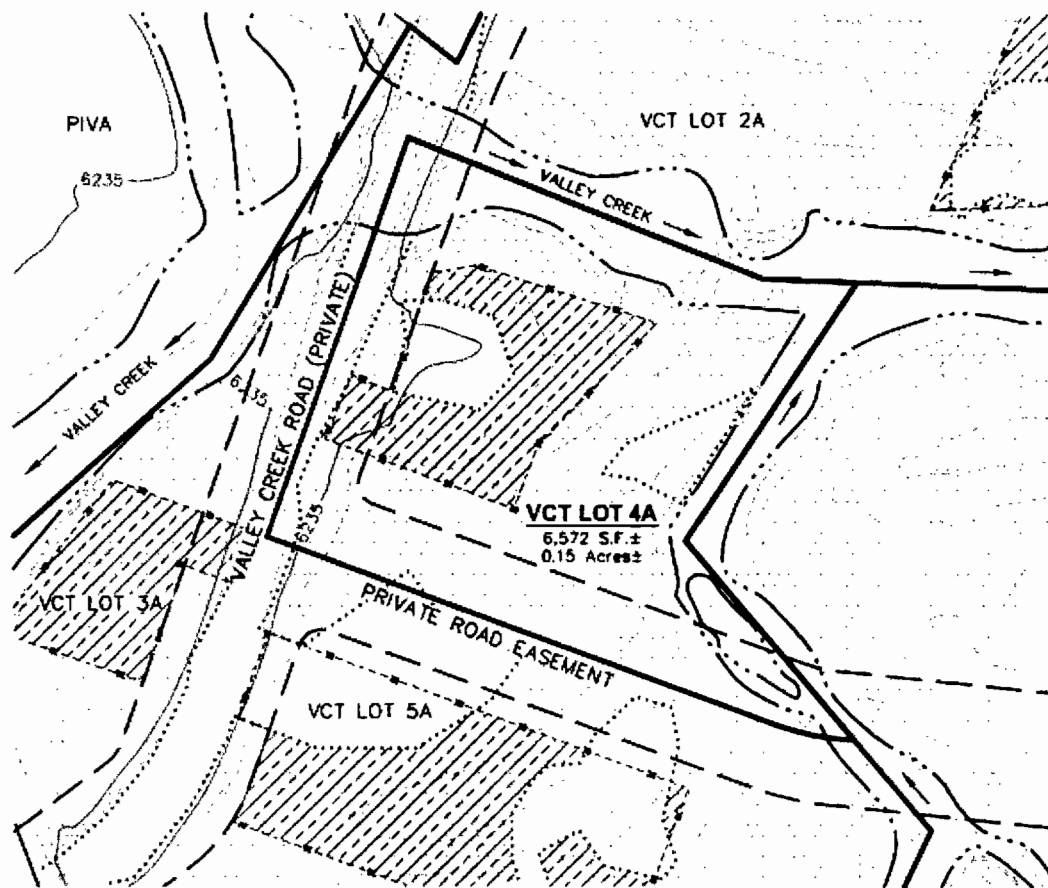 PIVA
VCT LOT 2A
6235
VALLEY CREEK
VALLEY CREEK ROAD (PRIVATE)
6235
VALLEY CREEK
VCT LOT 4A
6,572 S.F.±
0.15 Acres±
6235
VCT LOT 3A
PRIVATE ROAD EASEMENT
VCT LOT 5A